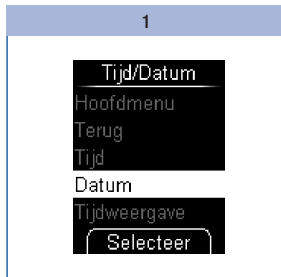 1
Tijd/Datum
Hoofdmenu
Terug
Tijd
Datum
Tijdweergave
Selecteer